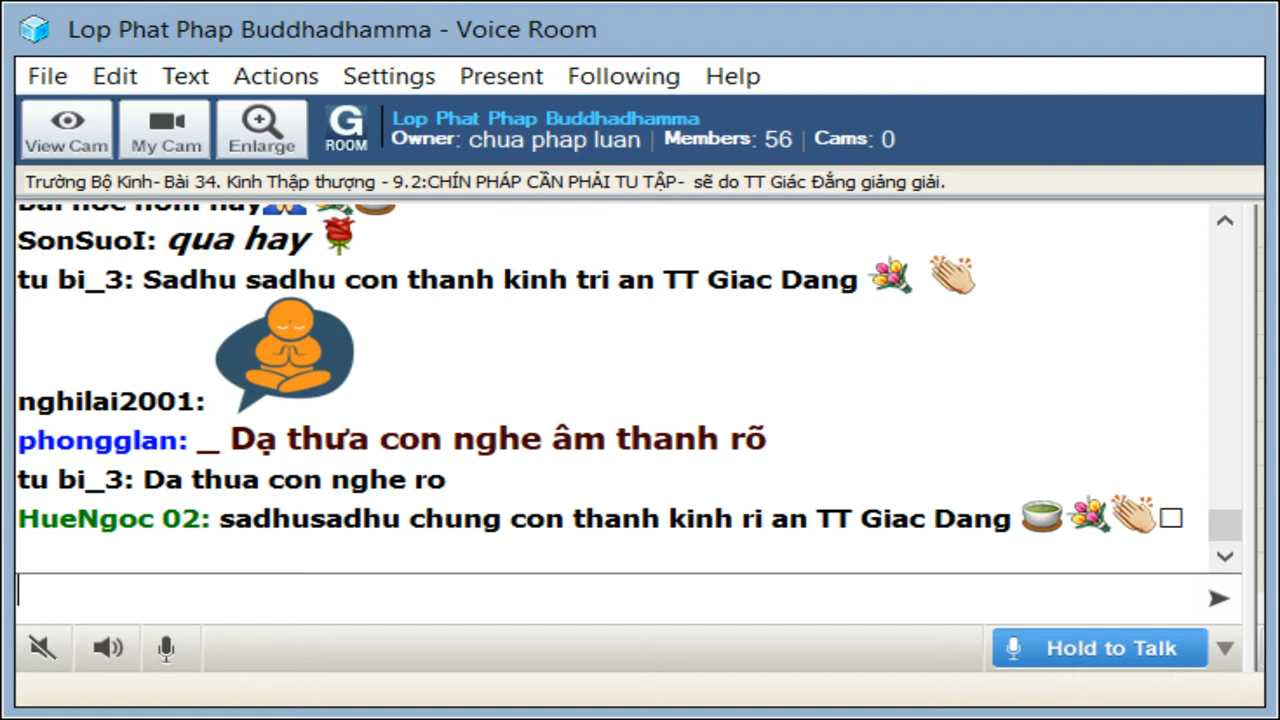 Lop Phat Phap Buddhadhamma - Voice Room
File Edit Text Actions Settings Present Following Help
View Cam My Cam Enlarge G ROOM
Lop Phat Phap Buddhadhamma
Owner: chua phap luan | Members: 56 | Cams: 0
Trường Bộ Kinh- Bài 34. Kinh Thập thượng - 9.2:CHÍN PHÁP CẦN PHẢI TU TẬP- sẽ do TT Giác Đẳng giảng giải.
SonSuoI: qua hay
tu bi_3: Sadhu sadhu con thanh kinh tri an TT Giac Dang
nghilai2001:
phongglan: _ Dạ thưa con nghe âm thanh rõ
tu bi_3: Da thua con nghe ro
HueNgoc 02: sadhusadhu chung con thanh kinh ri an TT Giac Dang
Hold to Talk